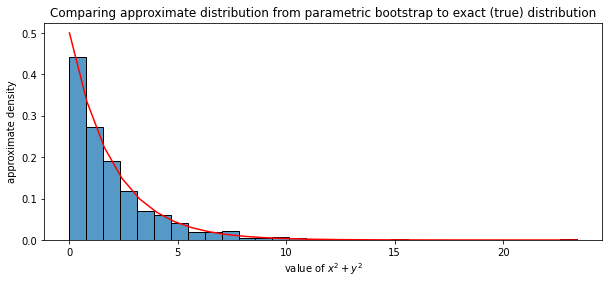 Comparing approximate distribution from parametric bootstrap to exact (true) distribution
approximate density
0.5
0.4
0.3
0.2
0.1
0.0
0 5 10 15 20
value of x² + y²